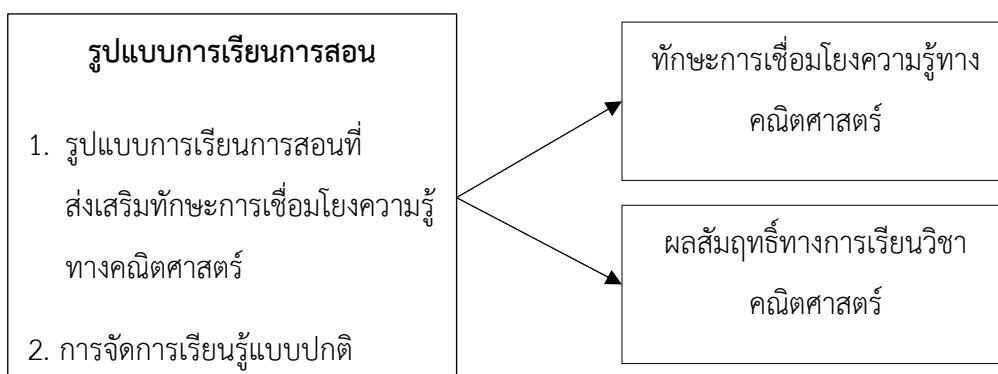 รูปแบบการเรียนการสอน
1. รูปแบบการเรียนการสอนที่
ส่งเสริมทักษะการเชื่อมโยงความรู้
ทางคณิตศาสตร์
2. การจัดการเรียนรู้แบบปกติ
ทักษะการเชื่อมโยงความรู้ทาง
คณิตศาสตร์
ผลสัมฤทธิ์ทางการเรียนวิชา
คณิตศาสตร์